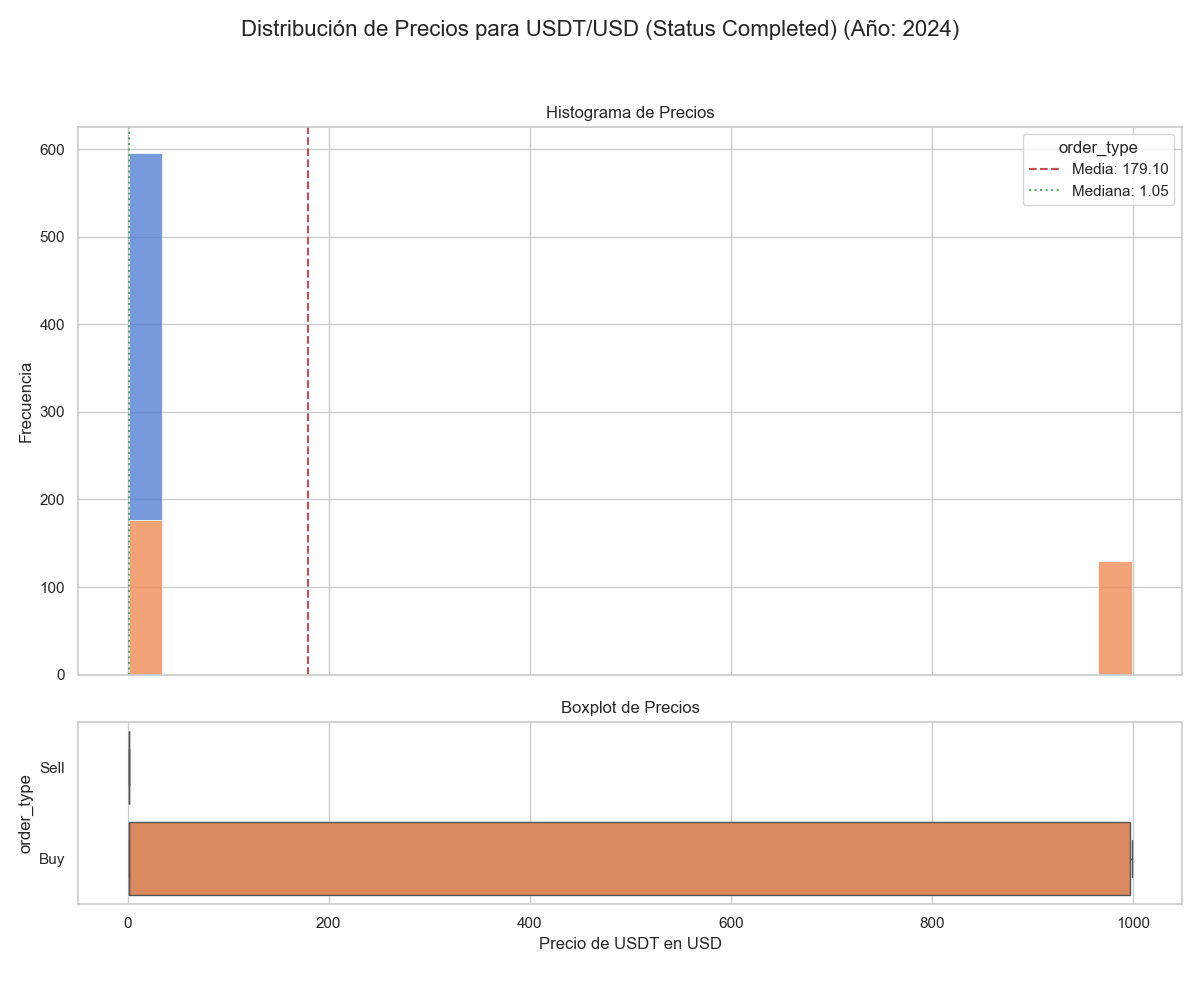 Distribución de Precios para USDT/USD (Status Completed) (Año: 2024)
Histograma de Precios
order_type
Media: 179.10
Mediana: 1.05
600
500
400
300
200
100
0
Frecuencia
Boxplot de Precios
Sell
Buy
order_type
0 200 400 600 800 1000
Precio de USDT en USD